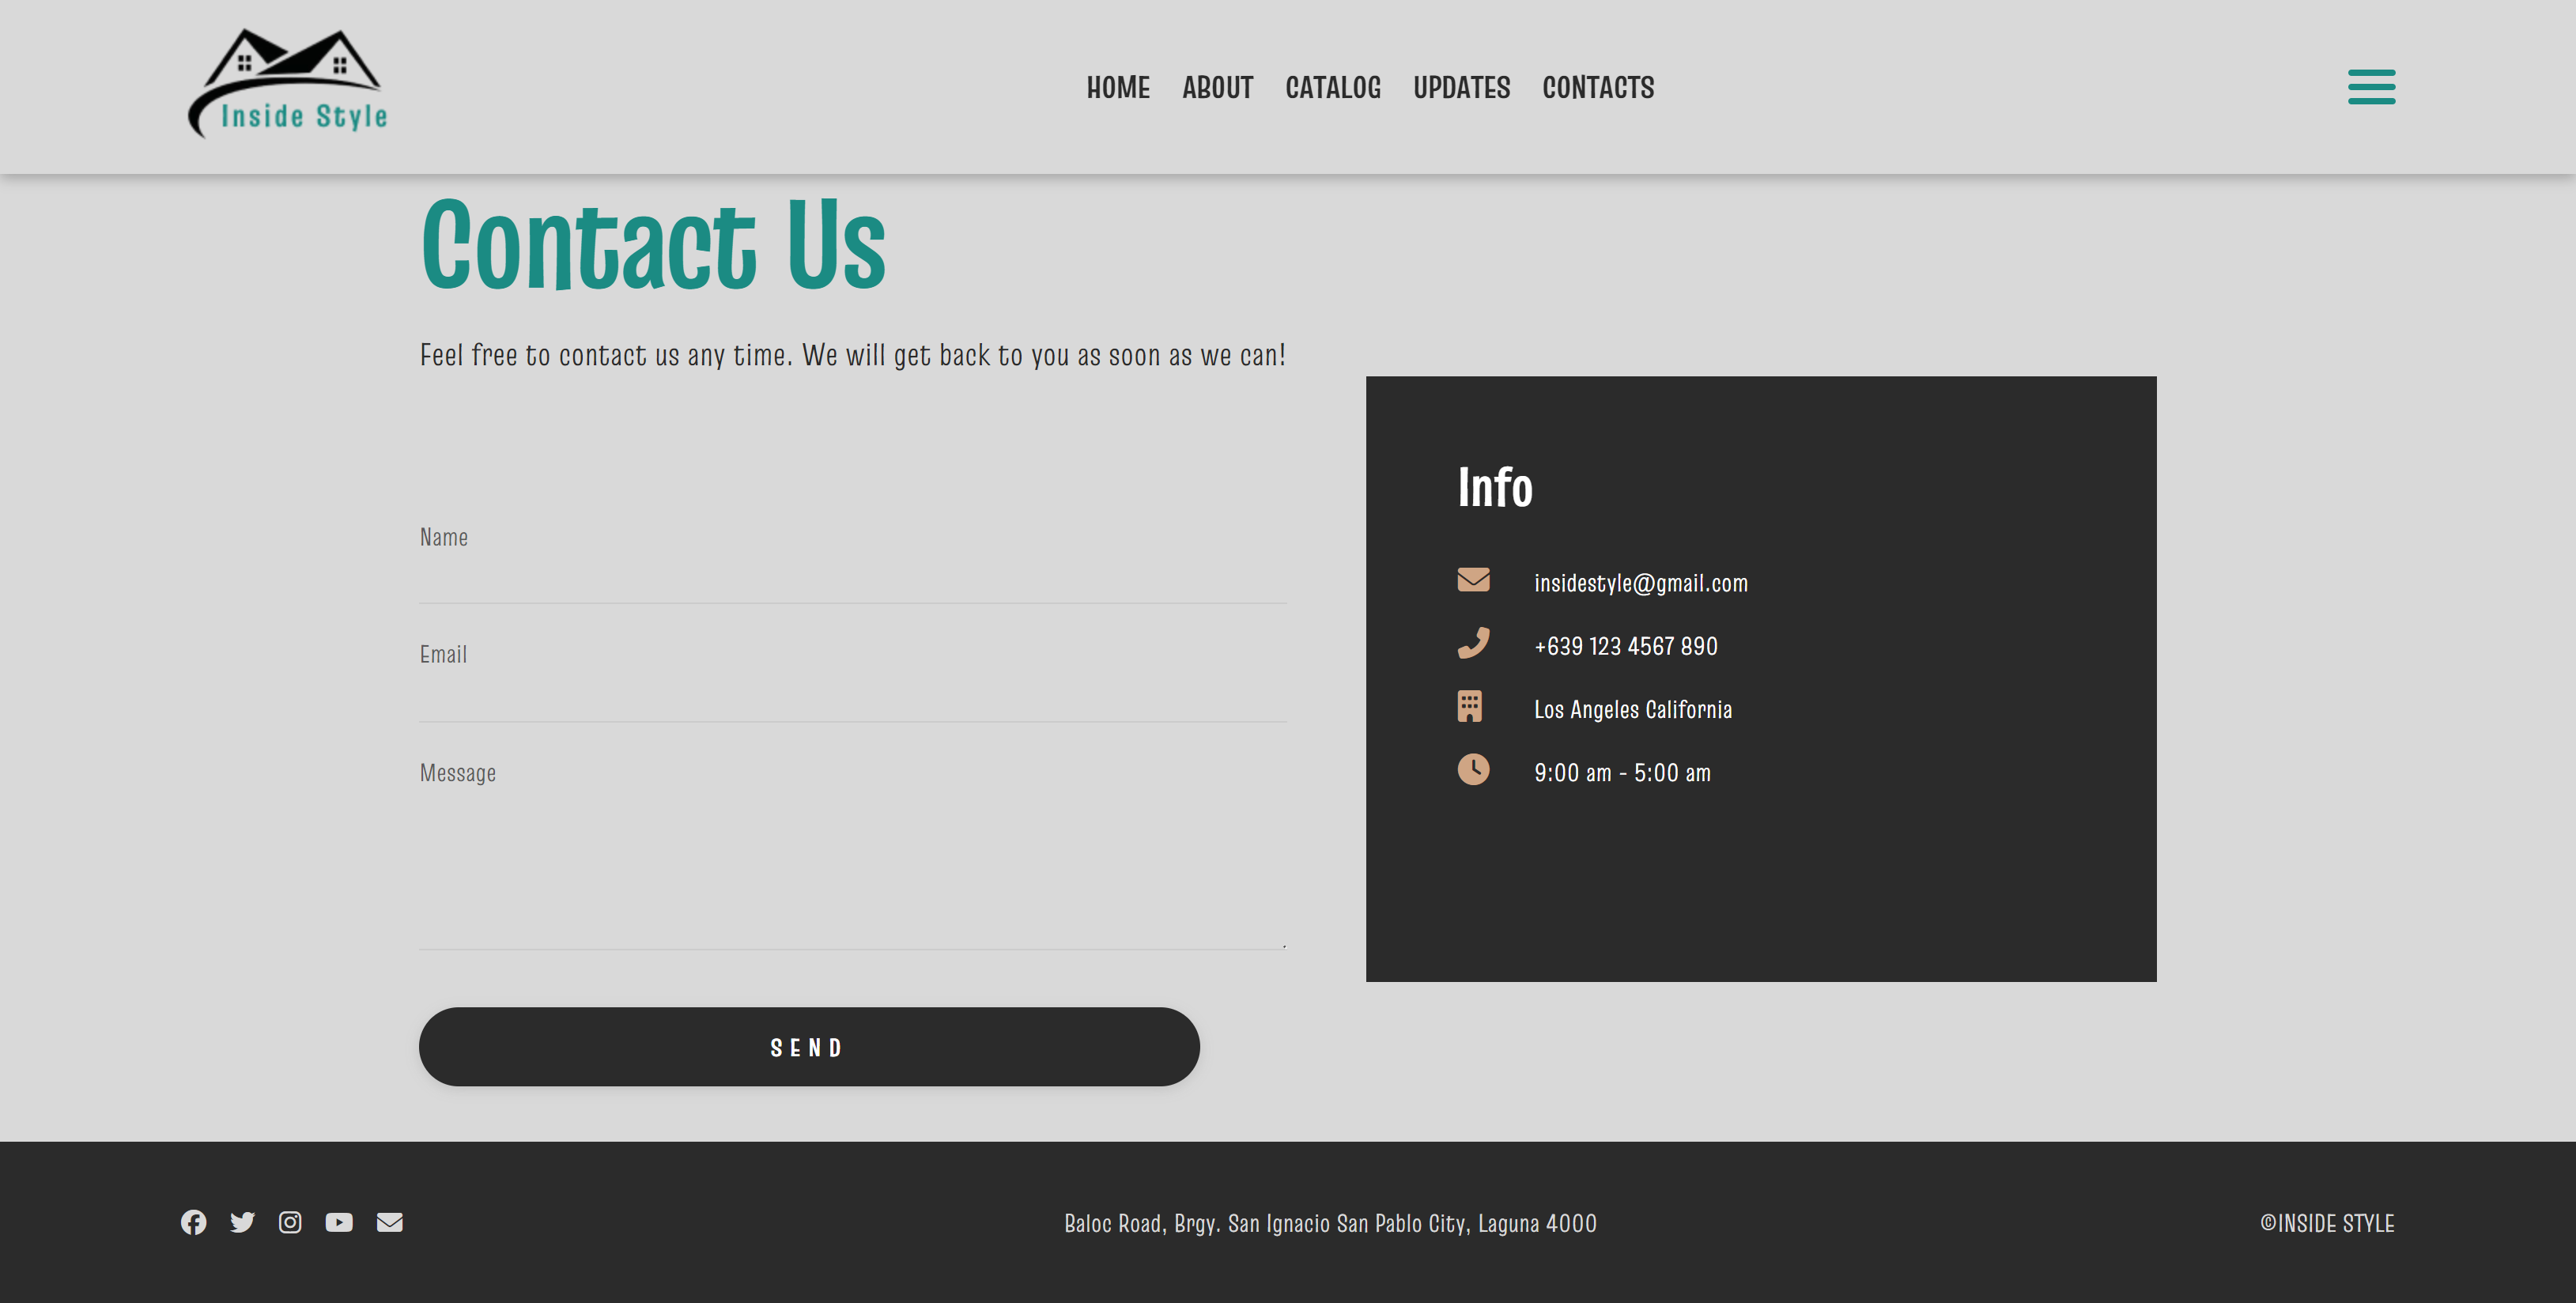 Inside Style
HOME ABOUT CATALOG UPDATES CONTACTS
Contact Us
Feel free to contact us any time. We will get back to you as soon as we can!
Name
Email
Message
SEND
Info
insidestyle@gmail.com
+639 123 4567 890
Los Angeles California
9:00 am - 5:00 am
Baloc Road, Brgy. San Ignacio San Pablo City, Laguna 4000
©INSIDE STYLE